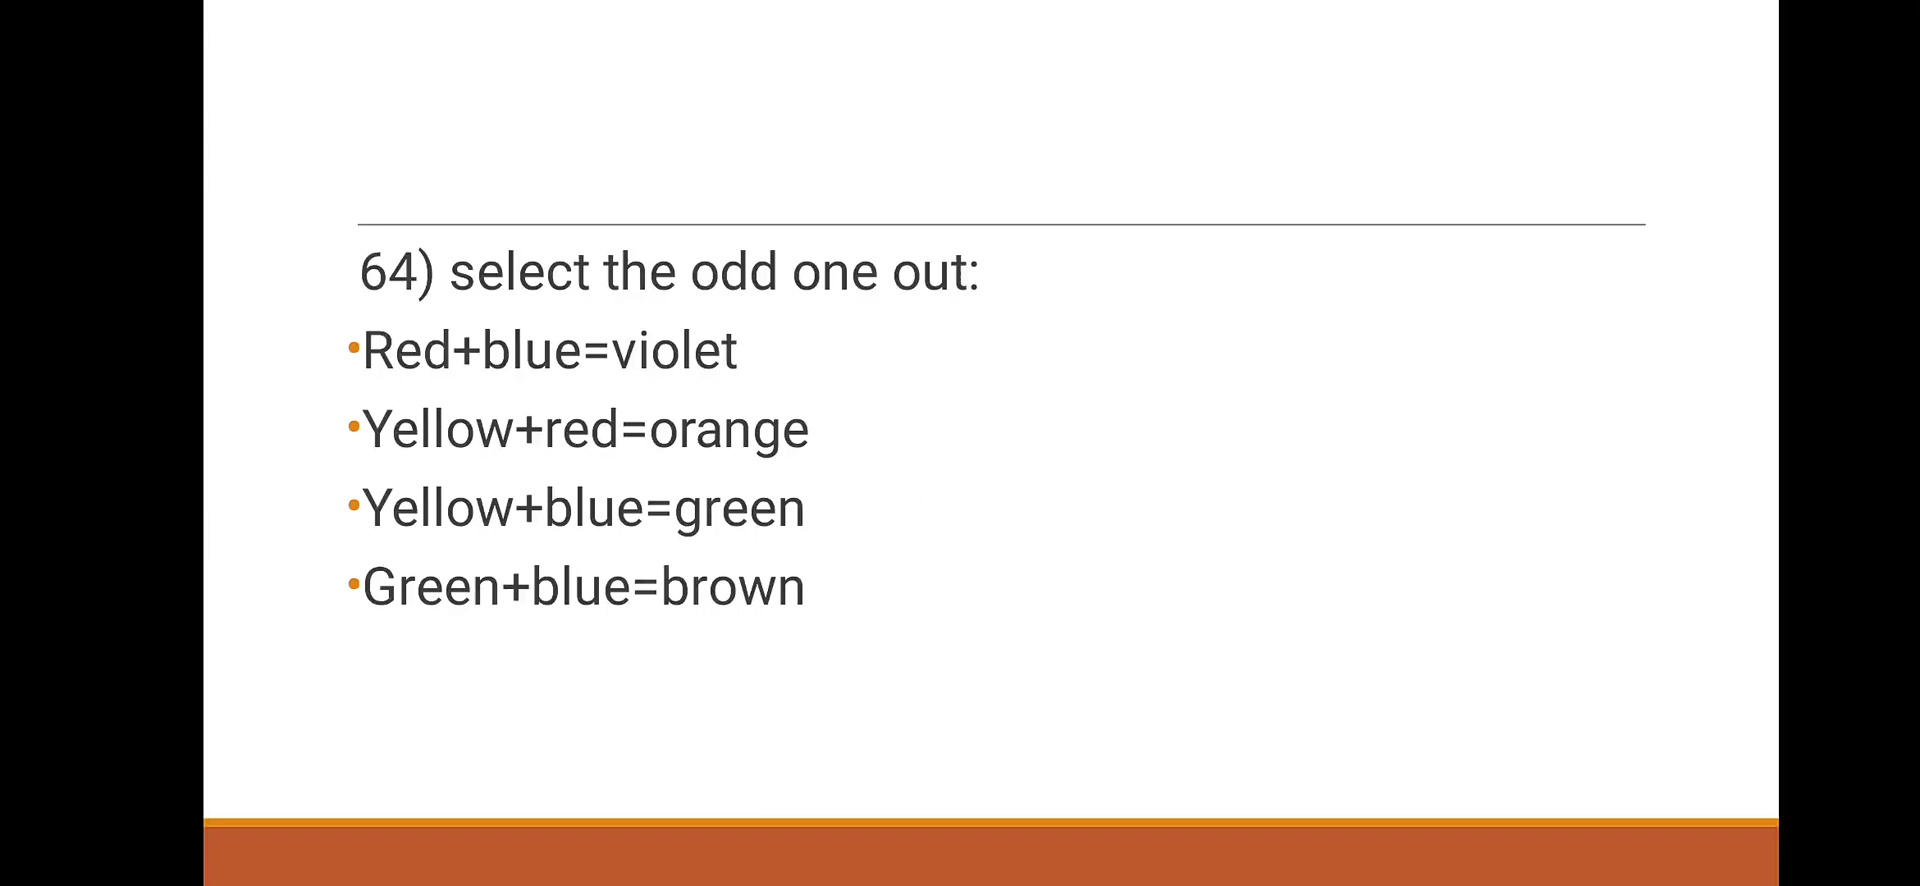 64) select the odd one out:
•Red+blue=violet
•Yellow+red=orange
•Yellow+blue=green
•Green+blue=brown